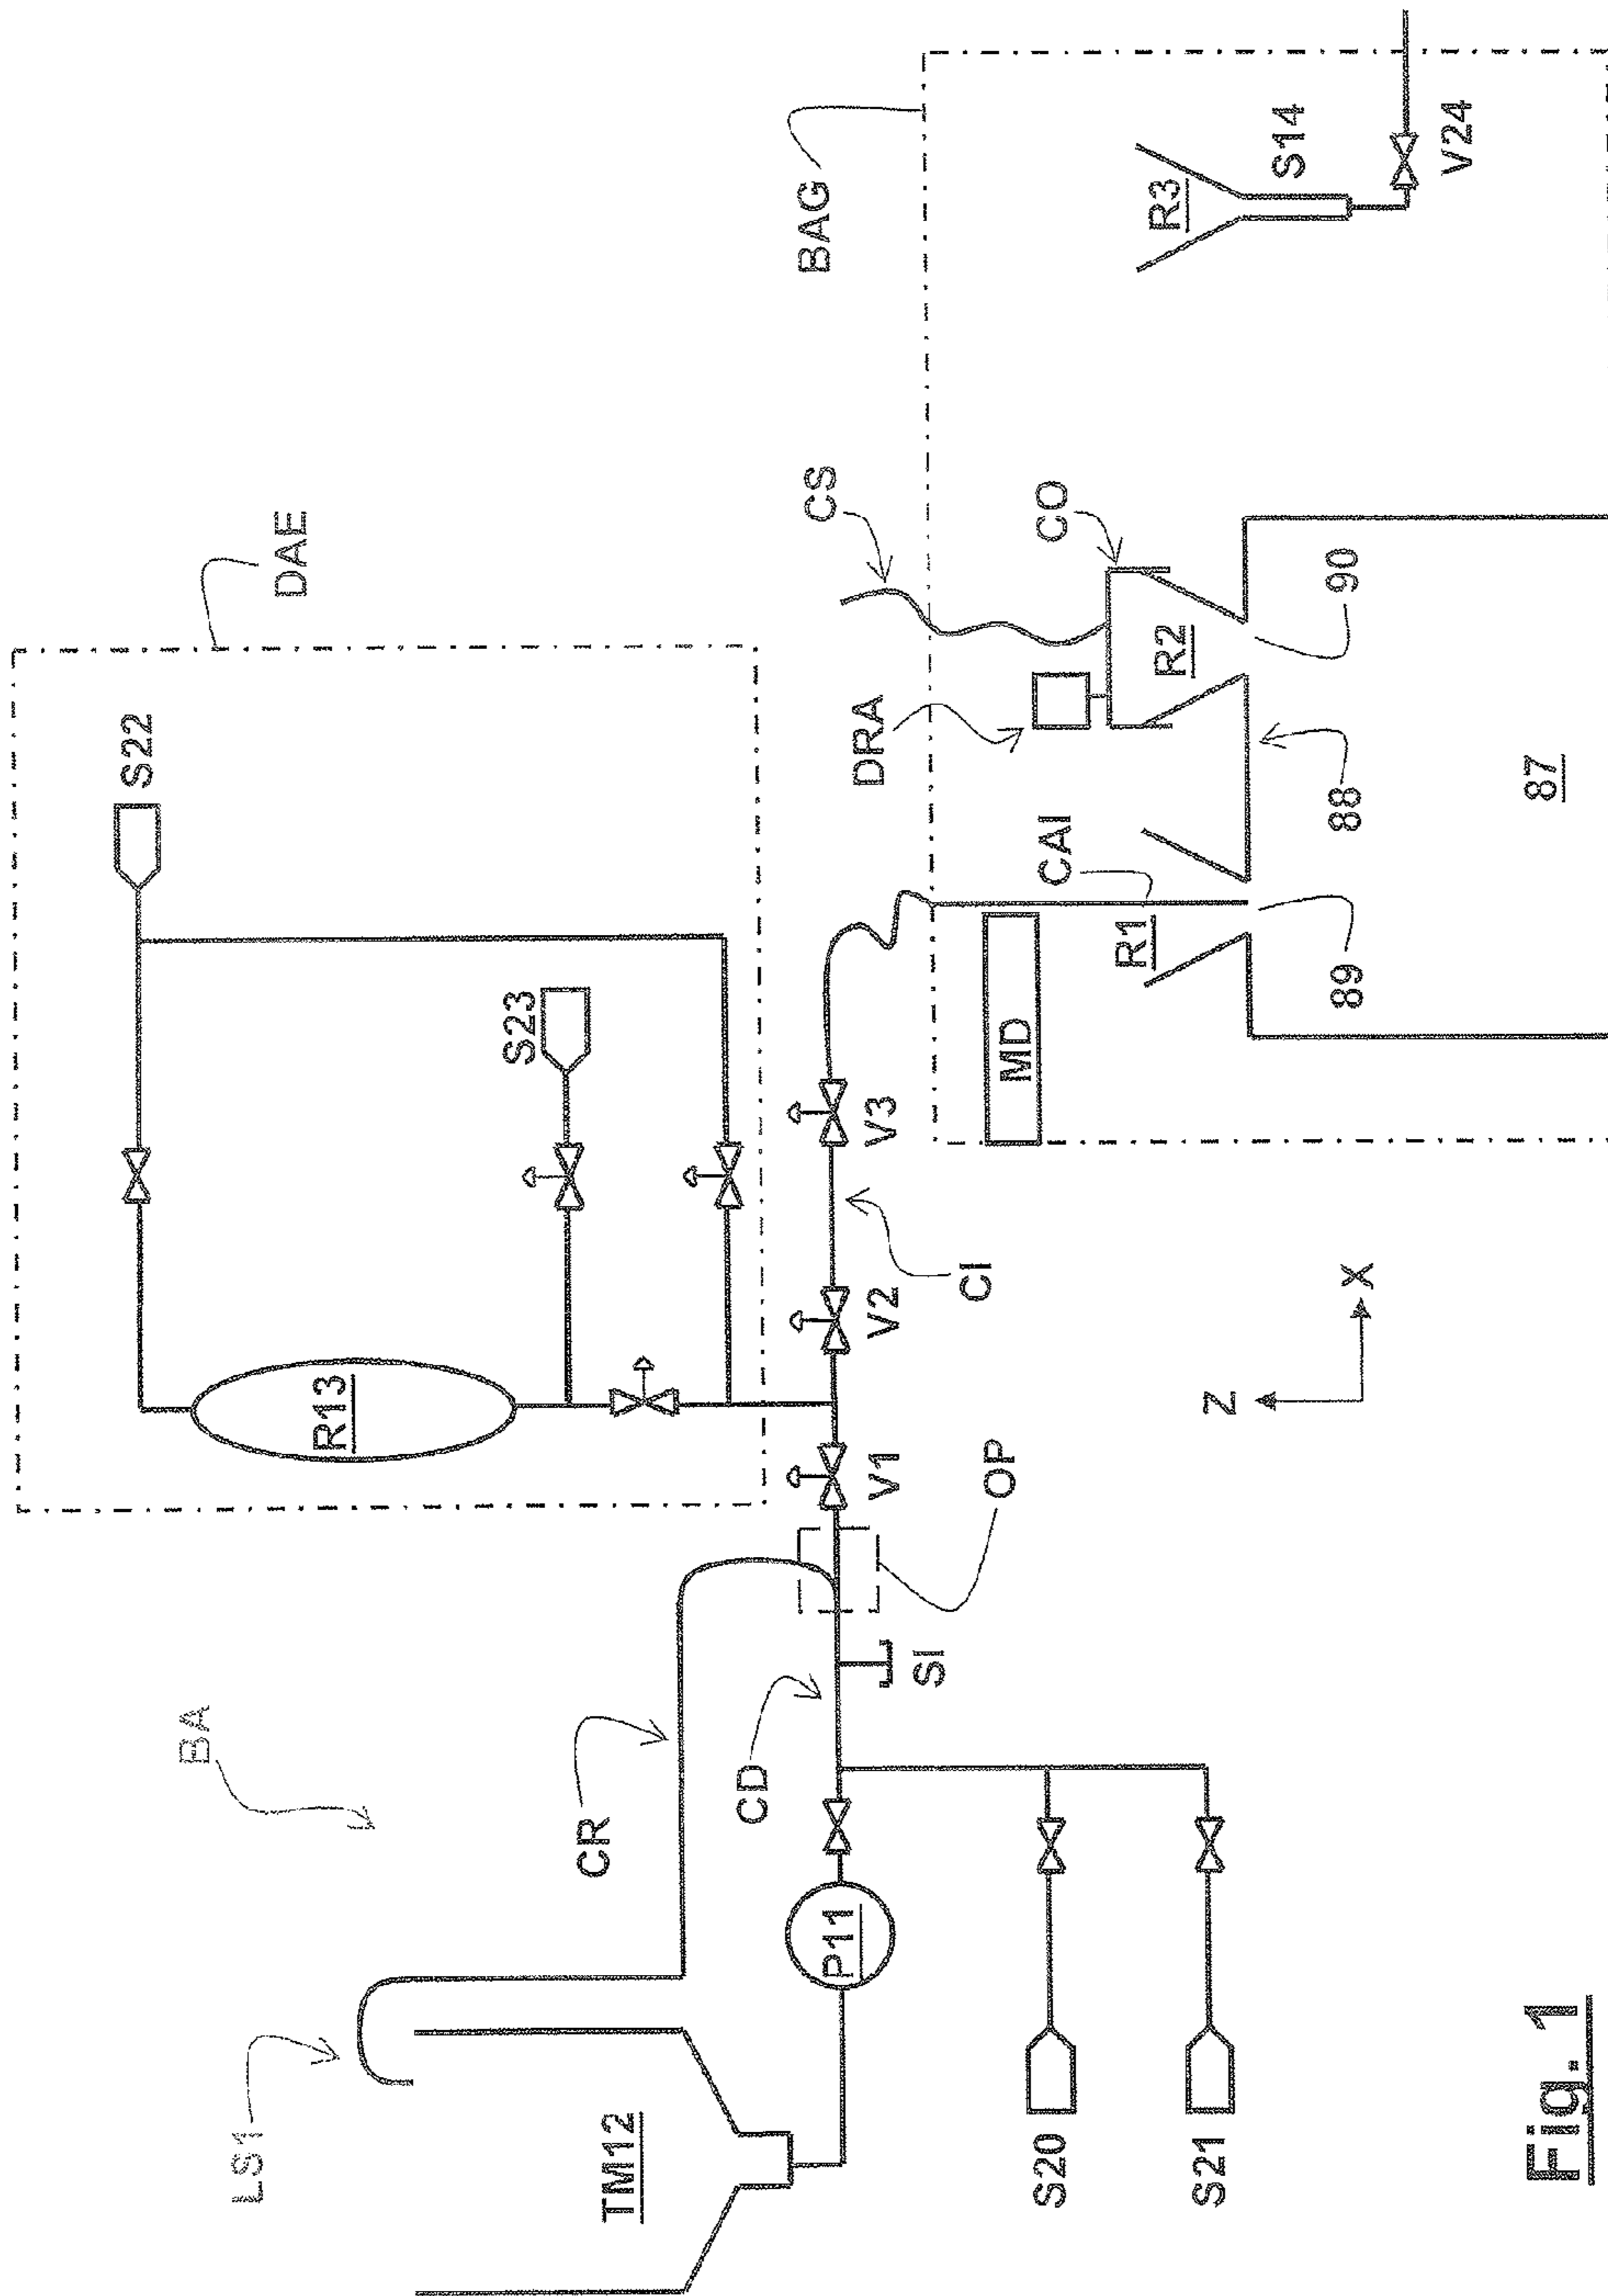 DAE
S22
S23
R13
BA
LS1
CR
TM12
CD
P11
SI
OP
V1
V2
V3
CI
S20
S21
Z
X
BAG
CS
DRA
CO
CAI
MD
R1
R2
R3
S14
V24
89
88
90
87
Fig. 1